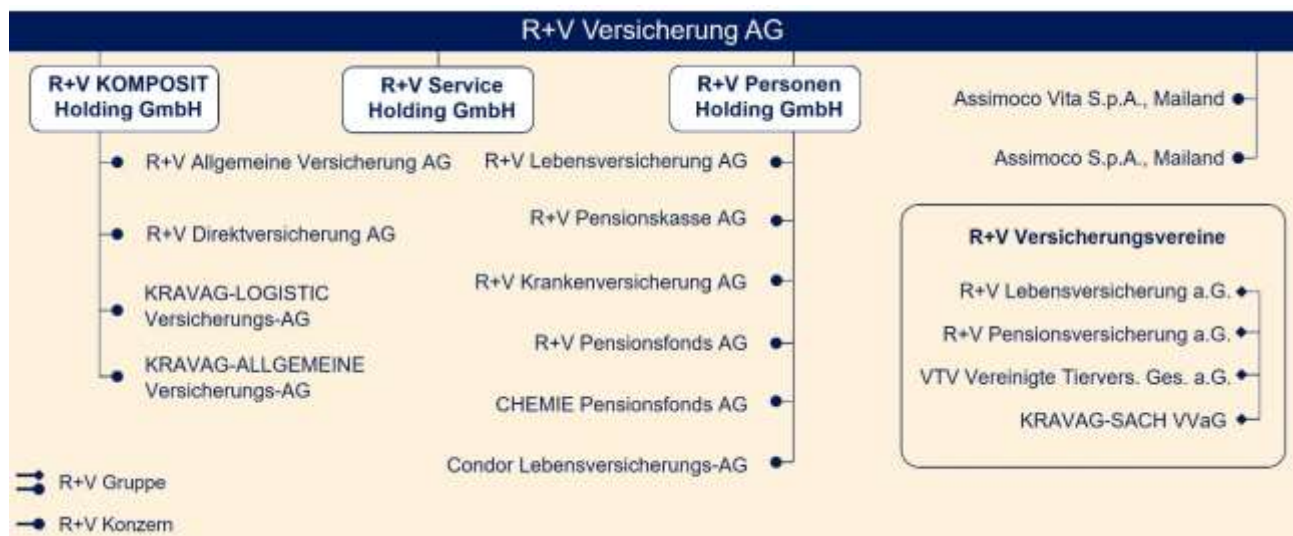 R+V Versicherung AG
R+V KOMPOSIT
Holding GmbH
R+V Allgemeine Versicherung AG
R+V Direktversicherung AG
KRAVAG-LOGISTIC
Versicherungs-AG
KRAVAG-ALLGEMEINE
Versicherungs-AG
R+V Service
Holding GmbH
R+V Personen
Holding GmbH
R+V Lebensversicherung AG
R+V Pensionskasse AG
R+V Krankenversicherung AG
R+V Pensionsfonds AG
CHEMIE Pensionsfonds AG
Condor Lebensversicherungs-AG
Assimoco Vita S.p.A., Mailand
Assimoco S.p.A., Mailand
R+V Versicherungsvereine
R+V Lebensversicherung a.G.
R+V Pensionsversicherung a.G.
VTV Vereinigte Tiervers. Ges. a.G.
KRAVAG-SACH VVaG
R+V Gruppe
R+V Konzern